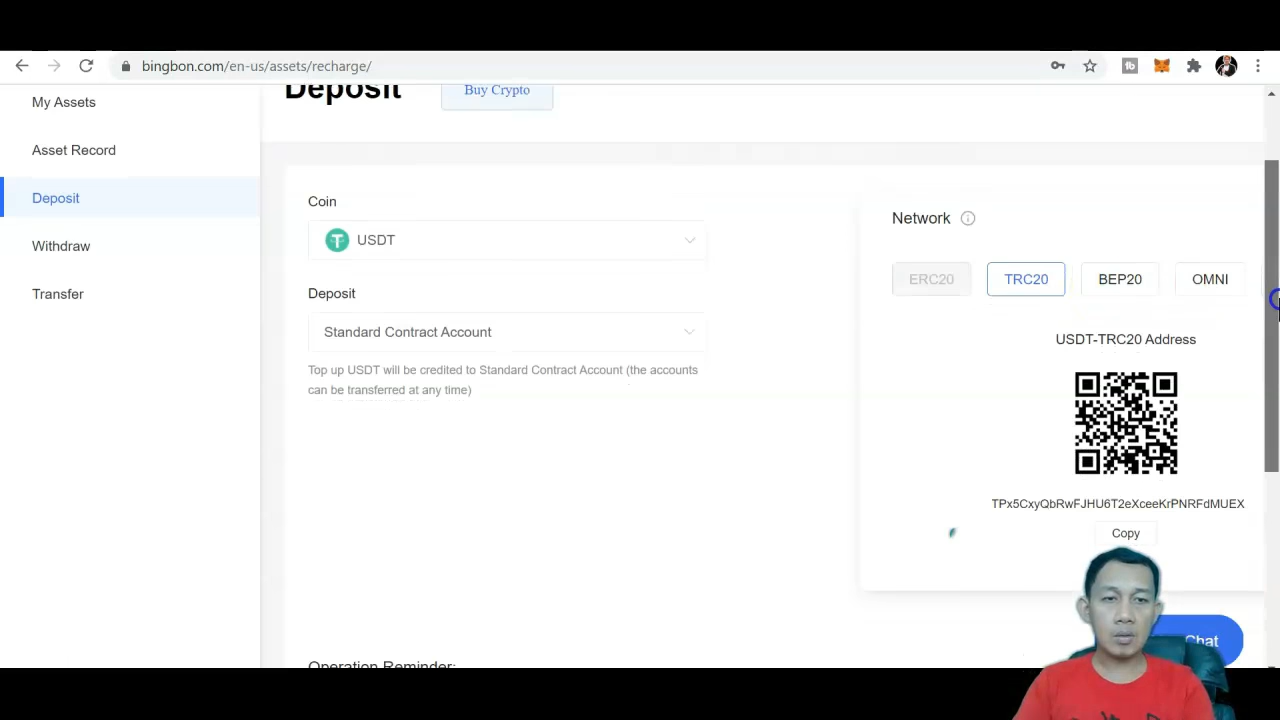 bingbon.com/en-us/assets/recharge/
My Assets
Asset Record
Deposit
Withdraw
Transfer
Deposit
Buy Crypto
Coin
USDT
Deposit
Standard Contract Account
Top up USDT will be credited to Standard Contract Account (the accounts
can be transferred at any time)
Network
ERC20
TRC20
BEP20
OMNI
USDT-TRC20 Address
TPx5CxyQbRwFJHU6T2eXceeKrPNRFdMUEX
Copy
Chat
Operation Reminder: